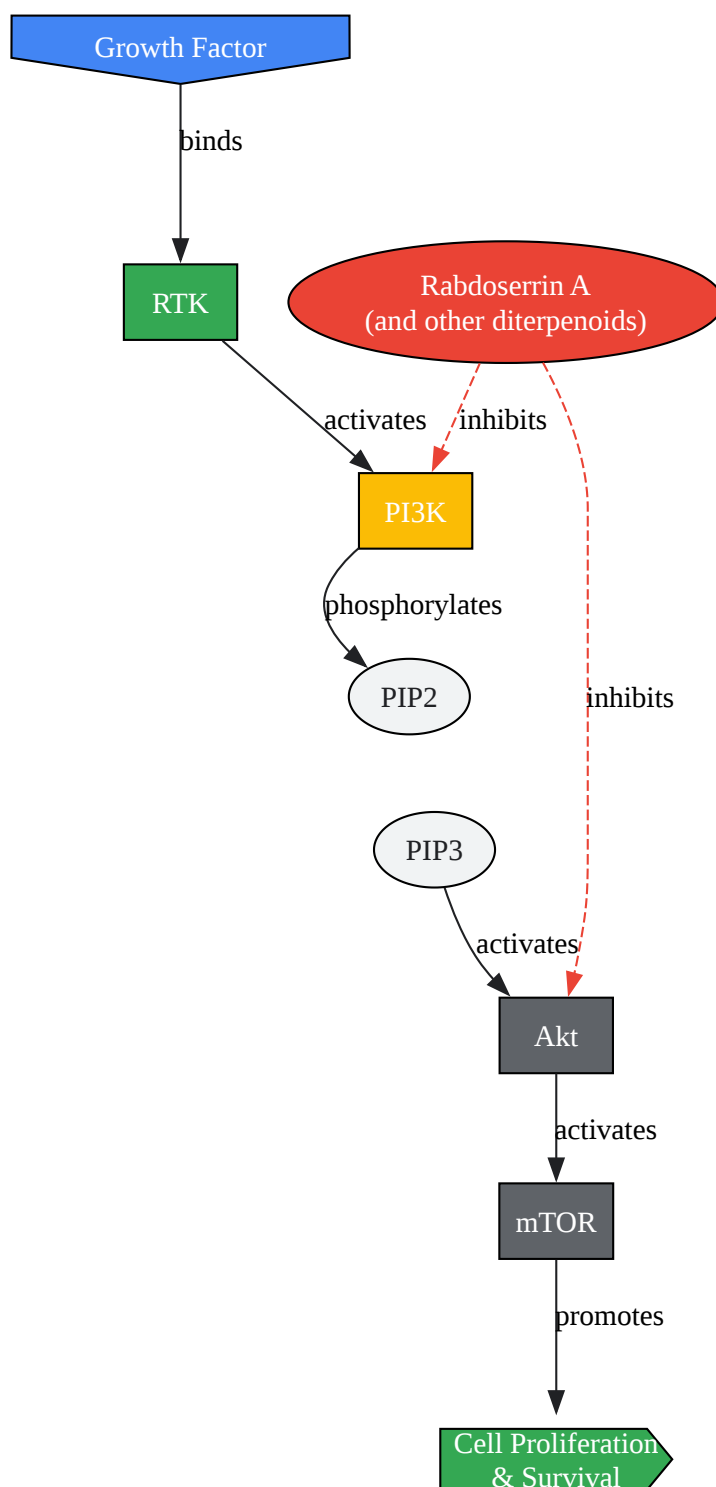 Growth Factor
binds
RTK
Rabdoserrin A
(and other diterpenoids)
activates
inhibits
PI3K
phosphorylates
PIP2
inhibits
PIP3
activates
Akt
activates
mTOR
promotes
Cell Proliferation
& Survival